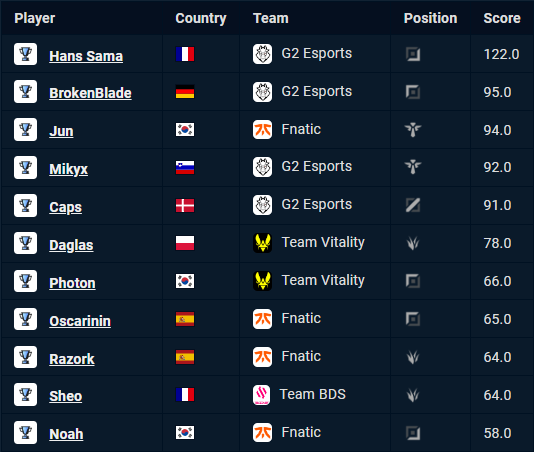 Player Country Team Position Score
Hans Sama G2 Esports 122.0
BrokenBlade G2 Esports 95.0
Jun Fnatic 94.0
Mikyx G2 Esports 92.0
Caps G2 Esports 91.0
Daglas Team Vitality 78.0
Photon Team Vitality 66.0
Oscarinin Fnatic 65.0
Razork Fnatic 64.0
Sheo Team BDS 64.0
Noah Fnatic 58.0